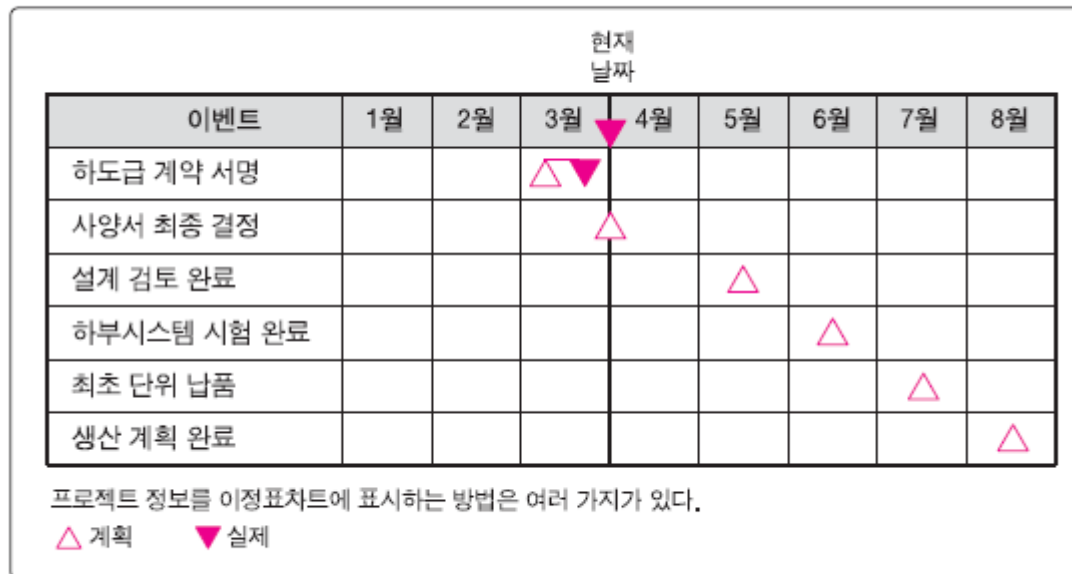 현재
날짜
이벤트 1월 2월 3월 4월 5월 6월 7월 8월
하도급 계약 서명
사양서 최종 결정
설계 검토 완료
하부시스템 시험 완료
최초 단위 납품
생산 계획 완료
프로젝트 정보를 이정표차트에 표시하는 방법은 여러 가지가 있다.
△ 계획 ▼ 실제